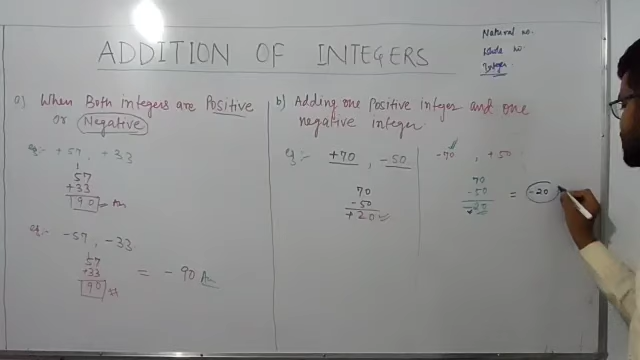 Natural no.
Whole no.
Integer
ADDITION OF INTEGERS
a) When Both integers are Positive
or Negative
eg:- +57, +33
1
57
+33
90
eg:- -57, -33
1
57
+33
90
= -90
b) Adding one Positive integer and one
negative integer.
eg:- +70, -50
70
-50
+20
-70, +50
70
-50
-20
= -20